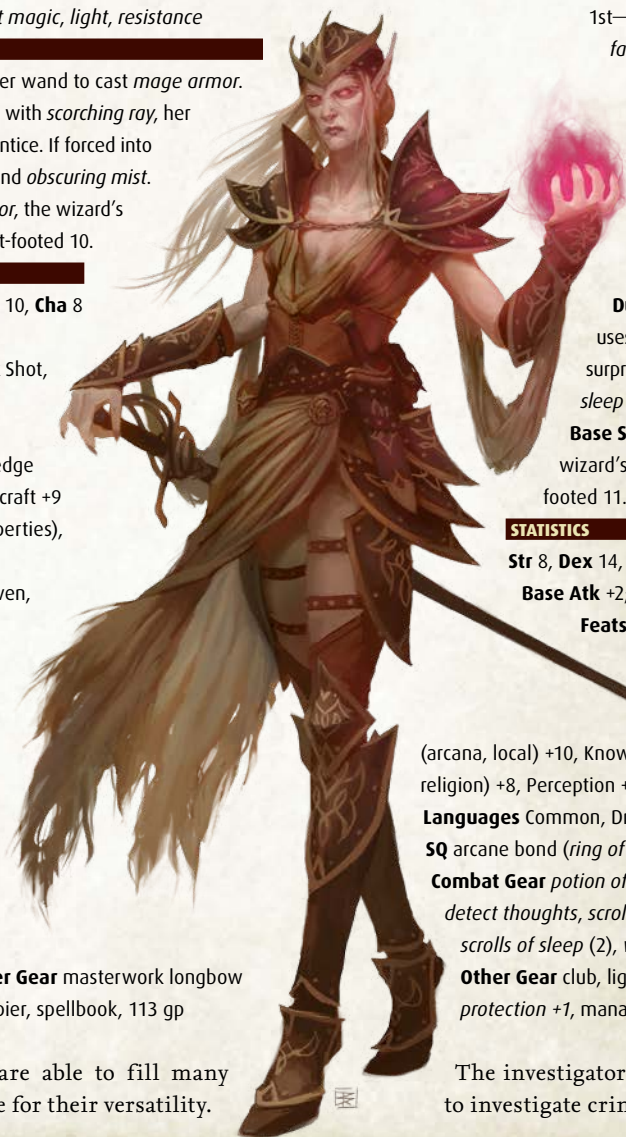 t magic, light, resistance
er wand to cast mage armor.
with scorching ray, her
ntice. If forced into
nd obscuring mist.
or, the wizard's
t-footed 10.
10, Cha 8
Shot,
edge
craft +9
perties),
ven,
er Gear masterwork longbow
pier, spellbook, 113 gp
are able to fill many
e for their versatility.
1st—
fa
Du
uses
surpr
sleep
Base S
wizard's
footed 11.
STATISTICS
Str 8, Dex 14,
Base Atk +2;
Feats
(arcana, local) +10, Know
religion) +8, Perception +
Languages Common, Dr
SQ arcane bond (ring of
Combat Gear potion of
detect thoughts, scrol
scrolls of sleep (2), w
Other Gear club, lig
protection +1, mana
The investigator
to investigate crim